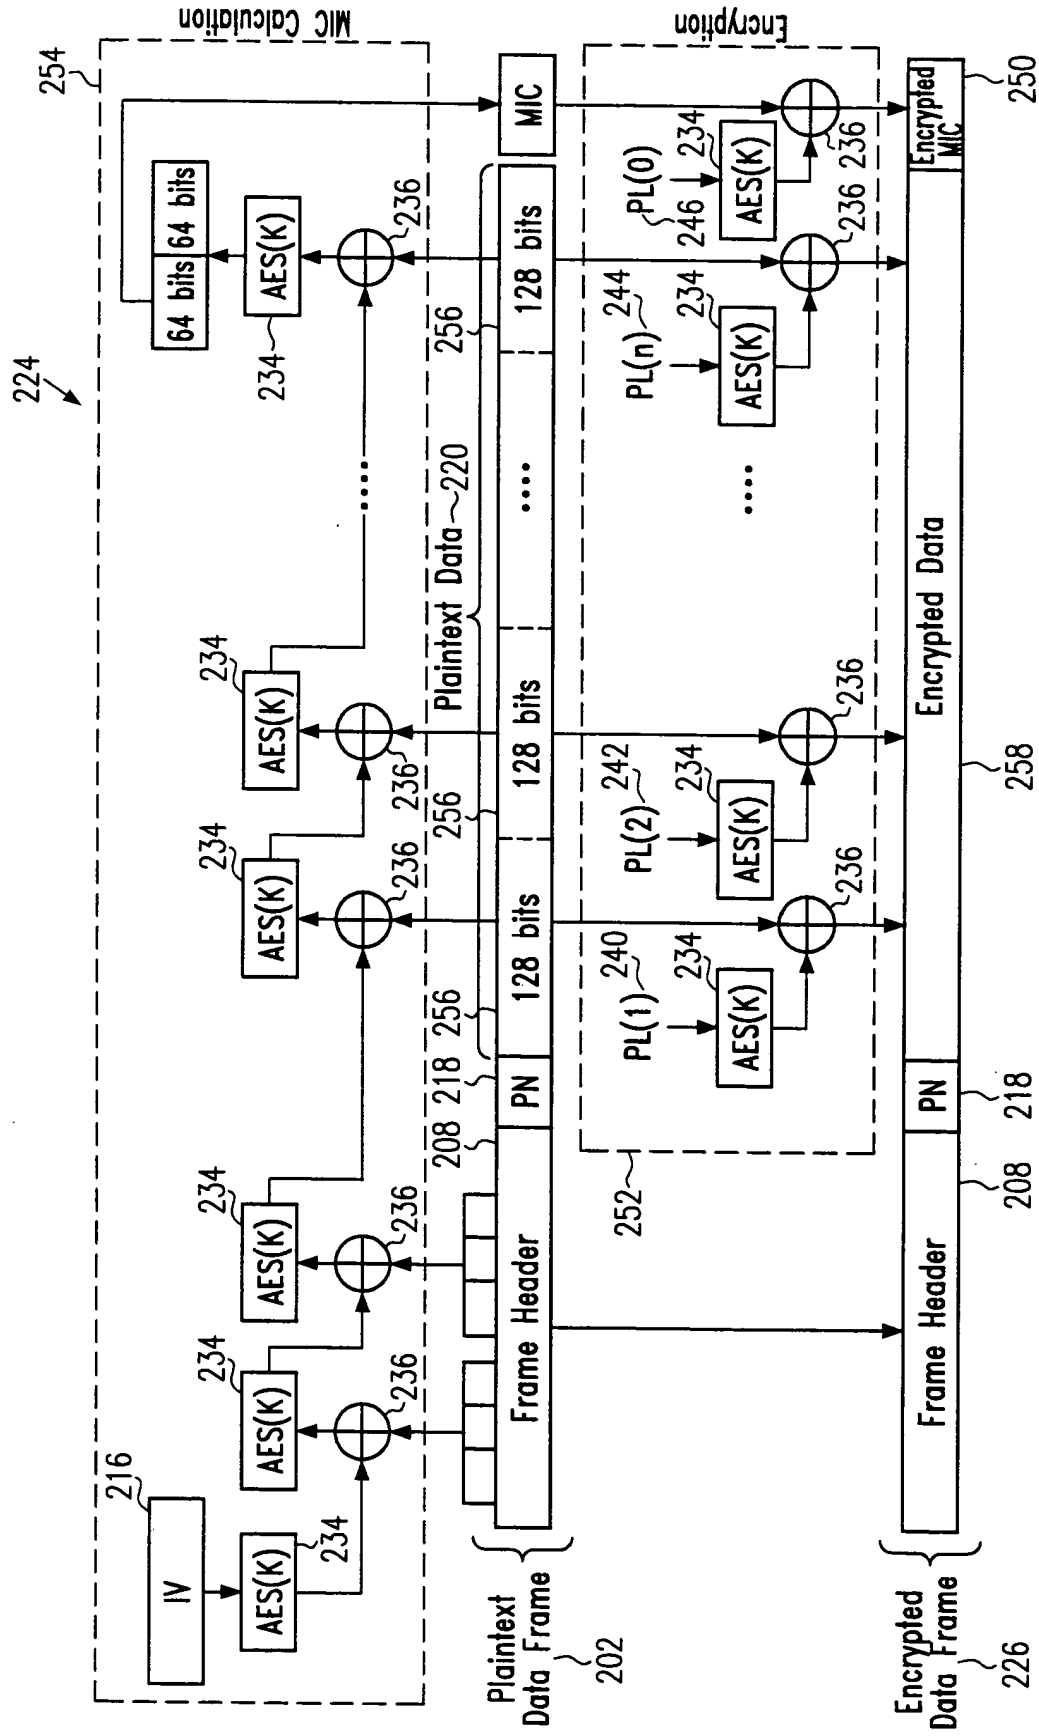 224
254
MIC Calculation
216
IV
64 bits 64 bits
AES(K)
234
AES(K)
234
AES(K)
234
AES(K)
234
AES(K)
234
AES(K)
234
236
236
236
236
236
....
Plaintext Data 220
208
218
256
256
256
Plaintext
Data Frame
202
Frame Header
PN
128 bits
128 bits
....
128 bits
MIC
Encryption
252
PL(1)
240
PL(2)
242
PL(n)
244
PL(0)
246
AES(K)
234
AES(K)
234
....
AES(K)
234
AES(K)
234
236
236
236
236
Encrypted
Data Frame
226
Frame Header
PN
Encrypted Data
Encrypted
MIC
208
218
258
250